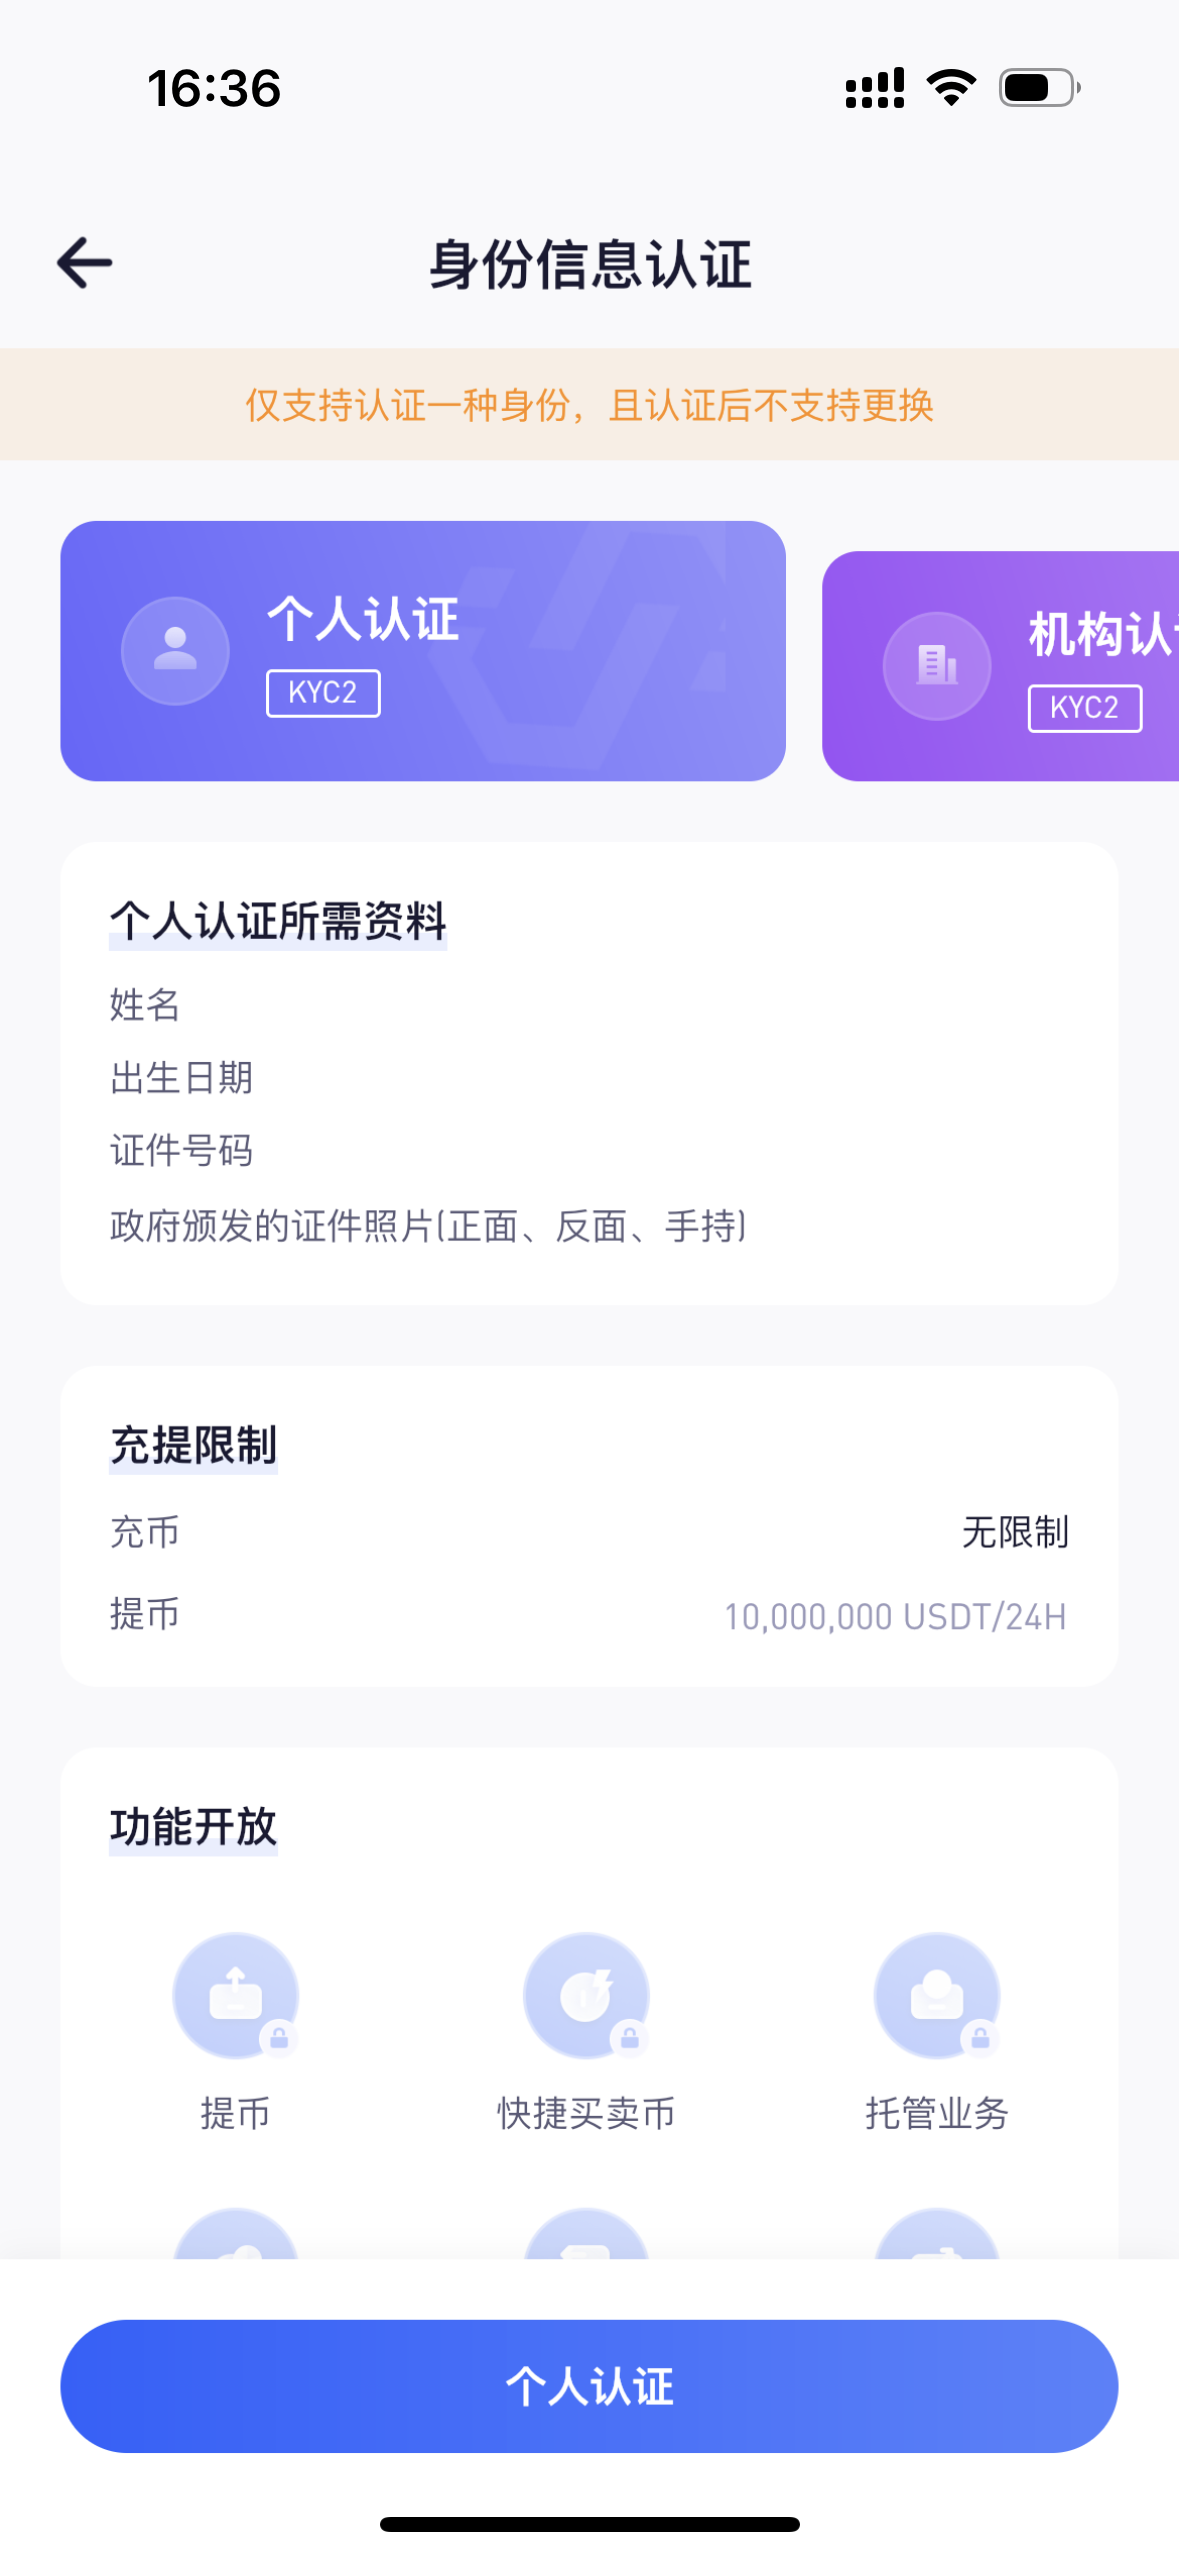 16:36
身份信息认证
仅支持认证一种身份，且认证后不支持更换
个人认证
KYC2
机构认
KYC2
个人认证所需资料
姓名
出生日期
证件号码
政府颁发的证件照片(正面、反面、手持)
充提限制
充币 无限制
提币 10,000,000 USDT/24H
功能开放
提币 快捷买卖币 托管业务
个人认证